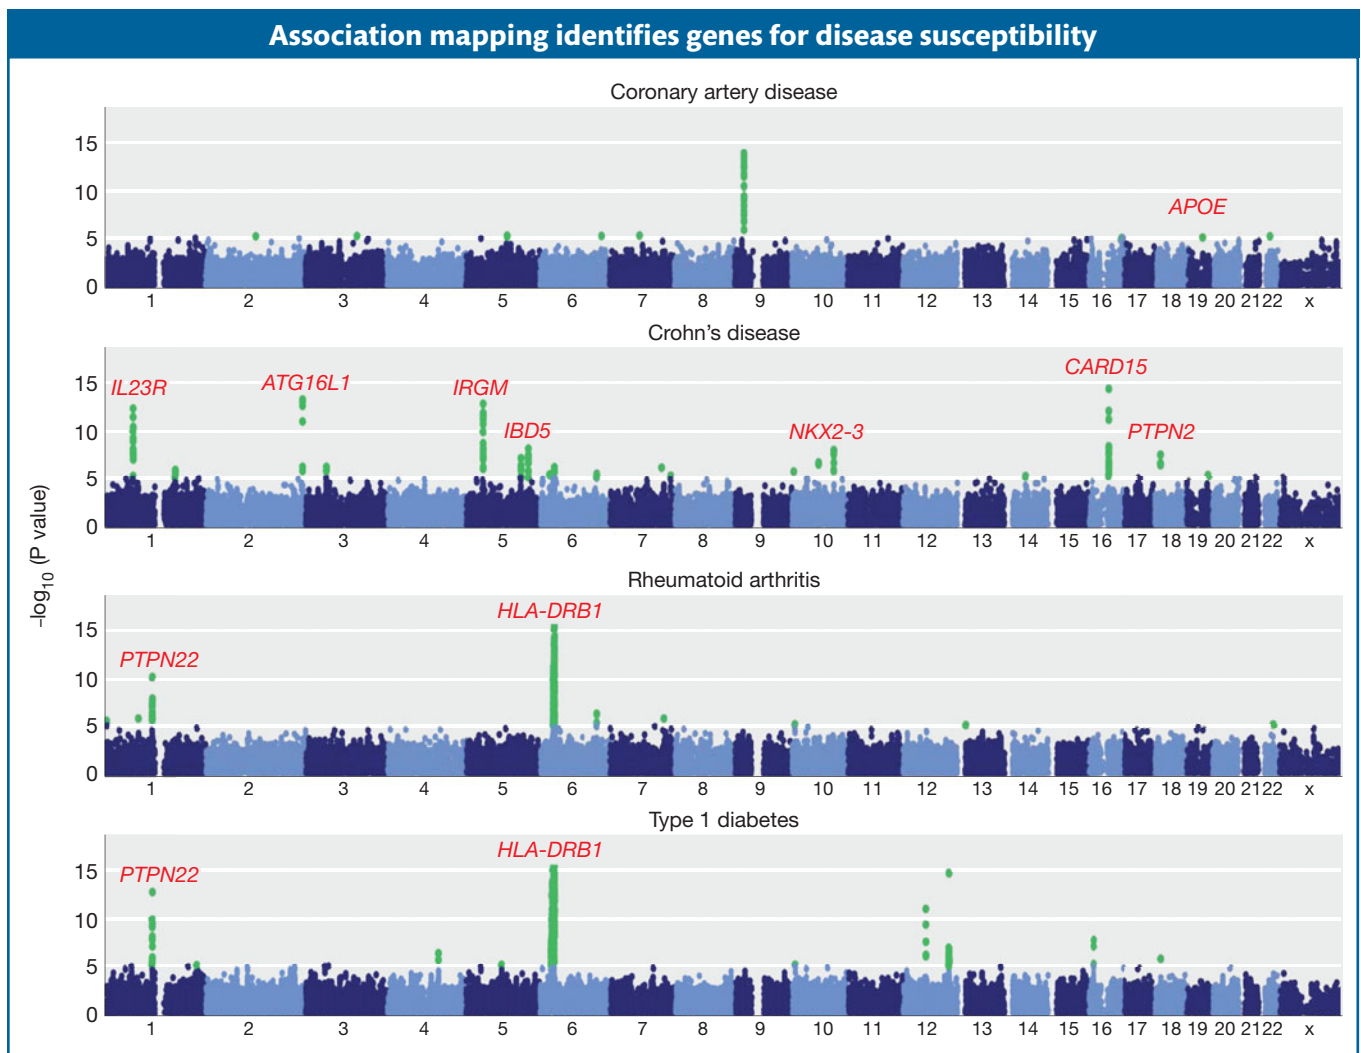 Association mapping identifies genes for disease susceptibility
Coronary artery disease
15
10
5
0
APOE
1 2 3 4 5 6 7 8 9 10 11 12 13 14 15 16 17 18 19 20 21 22 x
Crohn’s disease
15
10
5
0
IL23R ATG16L1 IRGM CARD15
IBD5 NKX2-3 PTPN2
1 2 3 4 5 6 7 8 9 10 11 12 13 14 15 16 17 18 19 20 21 22 x
-log10 (P value)
Rheumatoid arthritis
15
10
5
0
HLA-DRB1
PTPN22
1 2 3 4 5 6 7 8 9 10 11 12 13 14 15 16 17 18 19 20 21 22 x
Type 1 diabetes
15
10
5
0
HLA-DRB1
PTPN22
1 2 3 4 5 6 7 8 9 10 11 12 13 14 15 16 17 18 19 20 21 22 x